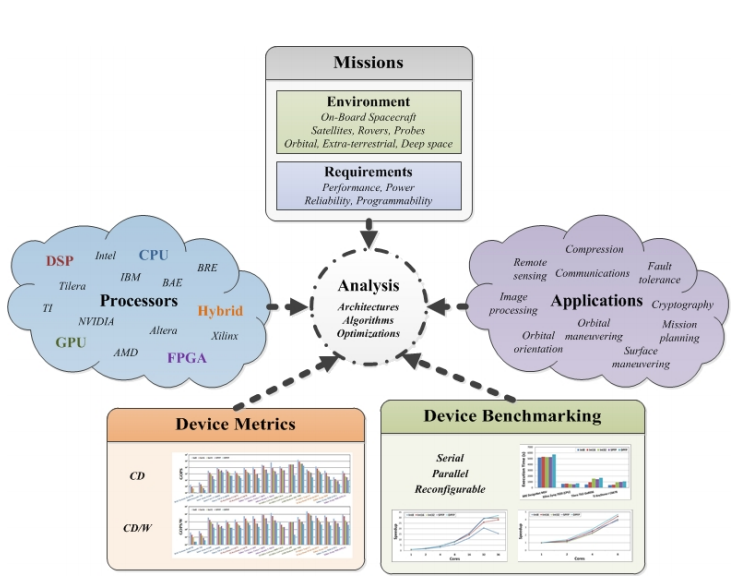 Missions
Environment
On-Board Spacecraft
Satellites, Rovers, Probes
Orbital, Extra-terrestrial, Deep space
Requirements
Performance, Power
Reliability, Programmability
DSP
Intel
CPU
BRE
Tilera
IBM
BAE
TI
Processors
NVIDIA
Hybrid
Altera
Xilinx
GPU
AMD
FPGA
Analysis
Architectures
Algorithms
Optimizations
Compression
Remote
sensing
Communications
Fault
tolerance
Image
processing
Applications
Cryptography
Orbital
maneuvering
Mission
planning
Orbital
orientation
Surface
maneuvering
Device Metrics
CD
CD/W
Device Benchmarking
Serial
Parallel
Reconfigurable
Execution Time (s)
Speedup
Cores
Speedup
Cores